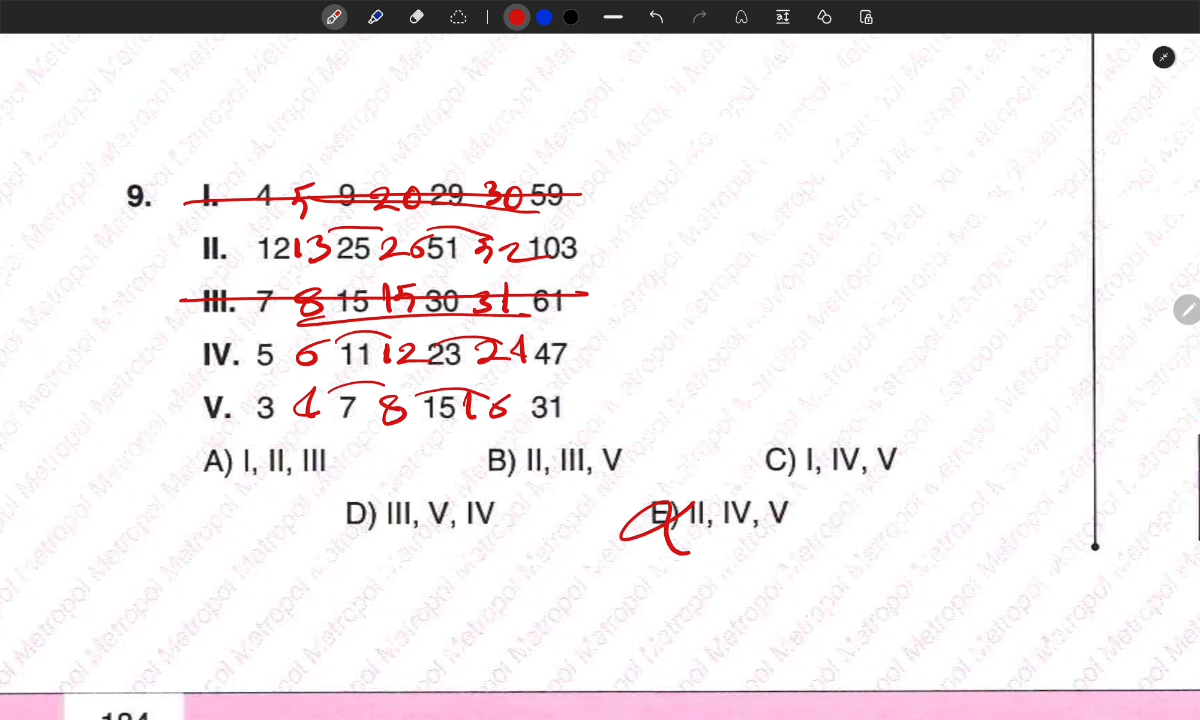 9. I. 4 5 9 20 29 30 59
II. 12 13 25 26 51 52 103
III. 7 8 15 15 30 31 61
IV. 5 6 11 12 23 24 47
V. 3 4 7 8 15 16 31
A) I, II, III B) II, III, V C) I, IV, V
D) III, V, IV E) II, IV, V